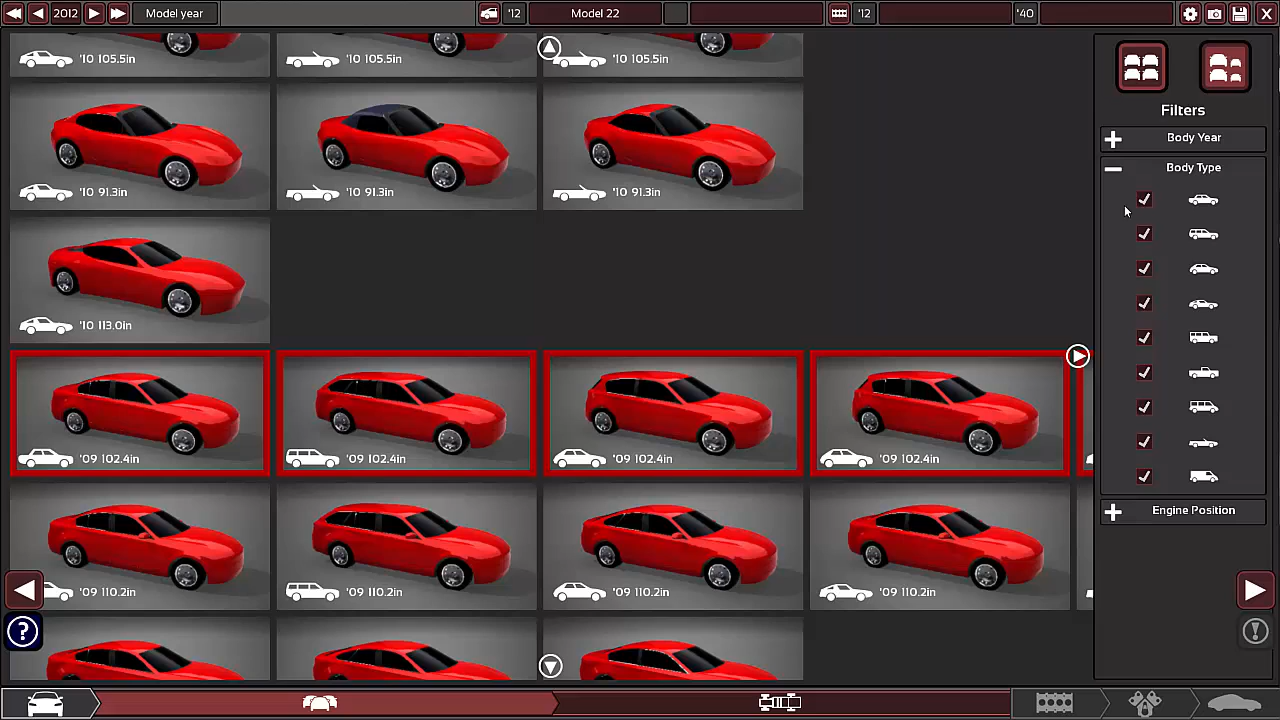 2012 Model year '12 Model 22 '12 '40
'10 105.5in '10 105.5in '10 105.5in
'10 91.3in '10 91.3in '10 91.3in
'10 113.0in
'09 102.4in '09 102.4in '09 102.4in '09 102.4in
'09 110.2in '09 110.2in '09 110.2in '09 110.2in
Filters
Body Year
Body Type
Engine Position
?